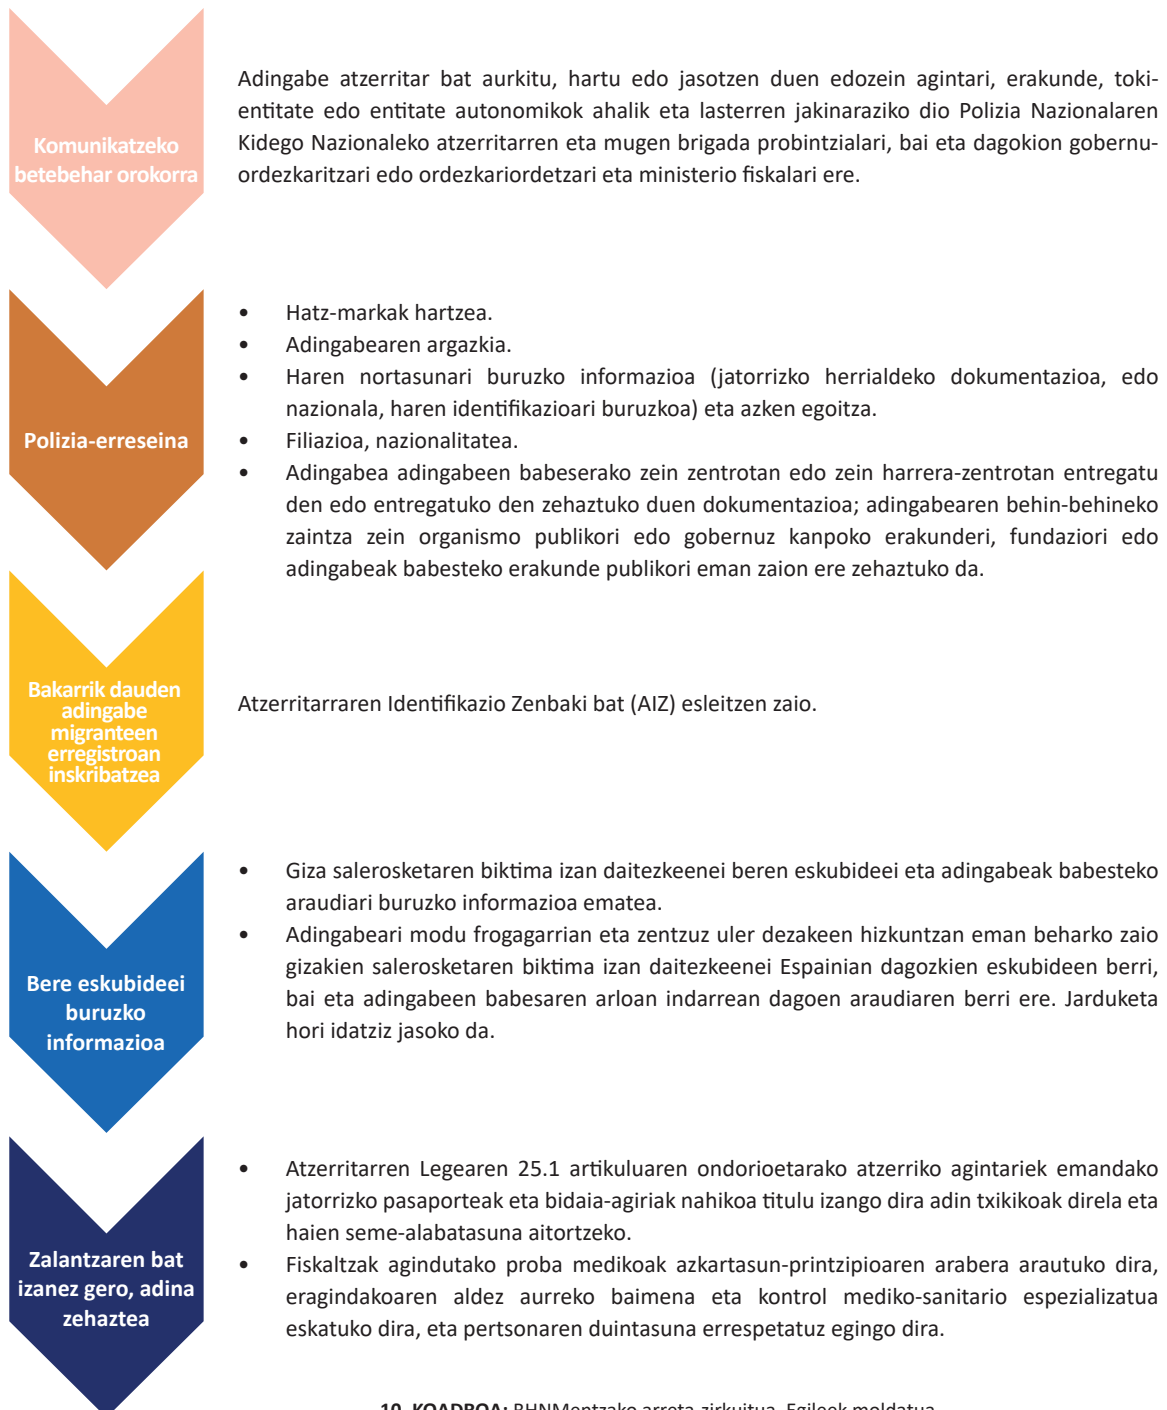 Komunikatzeko
betebehar orokorra
Adingabe atzerritar bat aurkitu, hartu edo jasotzen duen edozein agintari, erakunde, toki-
entitate edo entitate autonomikok ahalik eta lasterren jakinaraziko dio Polizia Nazionalaren
Kidego Nazionaleko atzerritarren eta mugen brigada probintzialari, bai eta dagokion gobernu-
ordezkaritzari edo ordezkariordetzari eta ministerio fiskalari ere.
Polizia-erreseina
• Hatz-markak hartzea.
• Adingabearen argazkia.
• Haren nortasunari buruzko informazioa (jatorrizko herrialdeko dokumentazioa, edo
nazionala, haren identifikazioari buruzkoa) eta azken egoitza.
• Filiazioa, nazionalitatea.
• Adingabea adingabeen babeserako zein zentrotan edo zein harrera-zentrotan entregatu
den edo entregatuko den zehaztuko duen dokumentazioa; adingabearen behin-behineko
zaintza zein organismo publikori edo gobernuz kanpoko erakunderi, fundaziori edo
adingabeak babesteko erakunde publikori eman zaion ere zehaztuko da.
Bakarrik dauden
adingabe
migranteen
erregistroan
inskribatzea
Atzerritarraren Identifikazio Zenbaki bat (AIZ) esleitzen zaio.
Bere eskubideei
buruzko
informazioa
• Giza salerosketaren biktima izan daitezkeenei beren eskubideei eta adingabeak babesteko
araudiari buruzko informazioa ematea.
• Adingabeari modu frogagarrian eta zentzuz uler dezakeen hizkuntzan eman beharko zaio
gizakien salerosketaren biktima izan daitezkeenei Espainian dagozkien eskubideen berri,
bai eta adingabeen babesaren arloan indarrean dagoen araudiaren berri ere. Jarduketa
hori idatziz jasoko da.
Zalantzaren bat
izanez gero, adina
zehaztea
• Atzerritarren Legearen 25.1 artikuluaren ondorioetarako atzerriko agintariek emandako
jatorrizko pasaporteak eta bidaia-agiriak nahikoa titulu izango dira adin txikikoak direla eta
haien seme-alabatasuna aitortzeko.
• Fiskaltzak agindutako proba medikoak azkartasun-printzipioaren arabera arautuko dira,
eragindakoaren aldez aurreko baimena eta kontrol mediko-sanitario espezializatua
eskatuko dira, eta pertsonaren duintasuna errespetatuz egingo dira.
10. KOADROA: BHNMentzako arreta-zirkuitua. Egileek moldatua